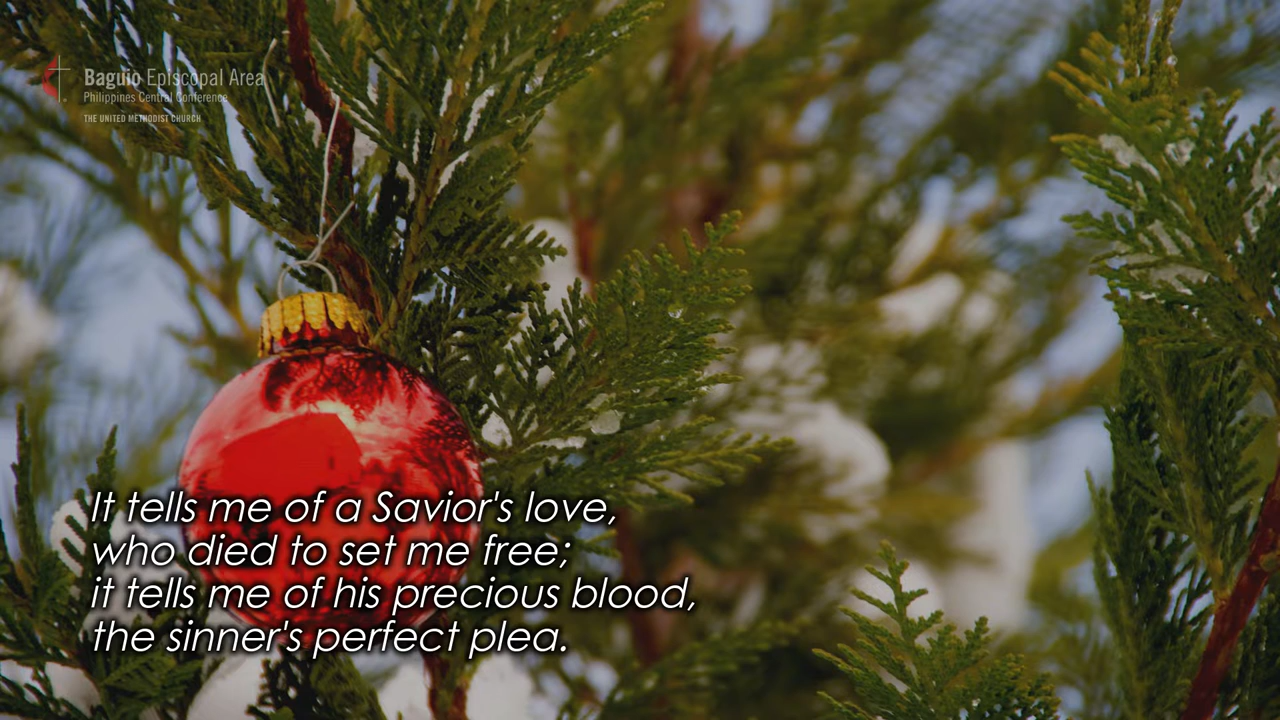 Baguio Episcopal Area
Philippines Central Conference
THE UNITED METHODIST CHURCH
It tells me of a Savior's love,
who died to set me free;
it tells me of his precious blood,
the sinner's perfect plea.